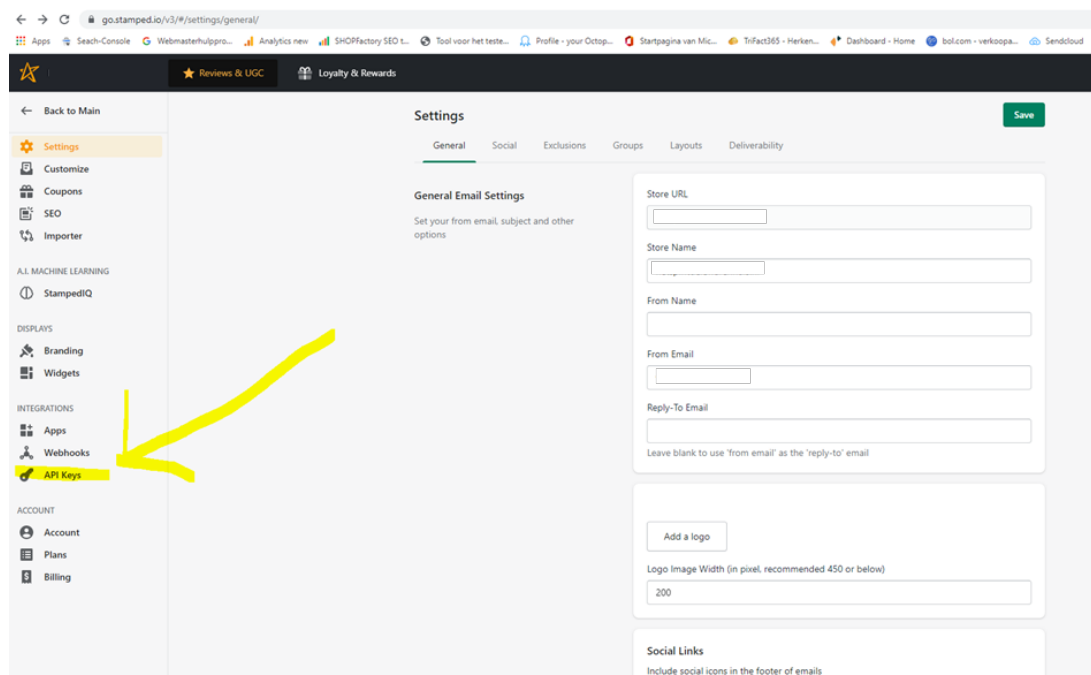 go.stamped.io/v3/#/settings/general/
Apps Seach-Console Webmasterhulppro... Analytics new SHOPFactory SEO t... Tool voor het teste... Profile - your Octop... Startpagina van Mic... TriFact365 - Herken... Dashboard - Home bol.com - verkoopa... Sendcloud
Reviews & UGC Loyalty & Rewards
Back to Main
Settings
Customize
Coupons
SEO
Importer
A.I. MACHINE LEARNING
StampedIQ
DISPLAYS
Branding
Widgets
INTEGRATIONS
Apps
Webhooks
API Keys
ACCOUNT
Account
Plans
Billing
Settings
Save
General Social Exclusions Groups Layouts Deliverability
General Email Settings
Set your from email, subject and other
options
Store URL
Store Name
From Name
From Email
Reply-To Email
Leave blank to use 'from email' as the 'reply-to' email
Add a logo
Logo Image Width (in pixel, recommended 450 or below)
200
Social Links
Include social icons in the footer of emails